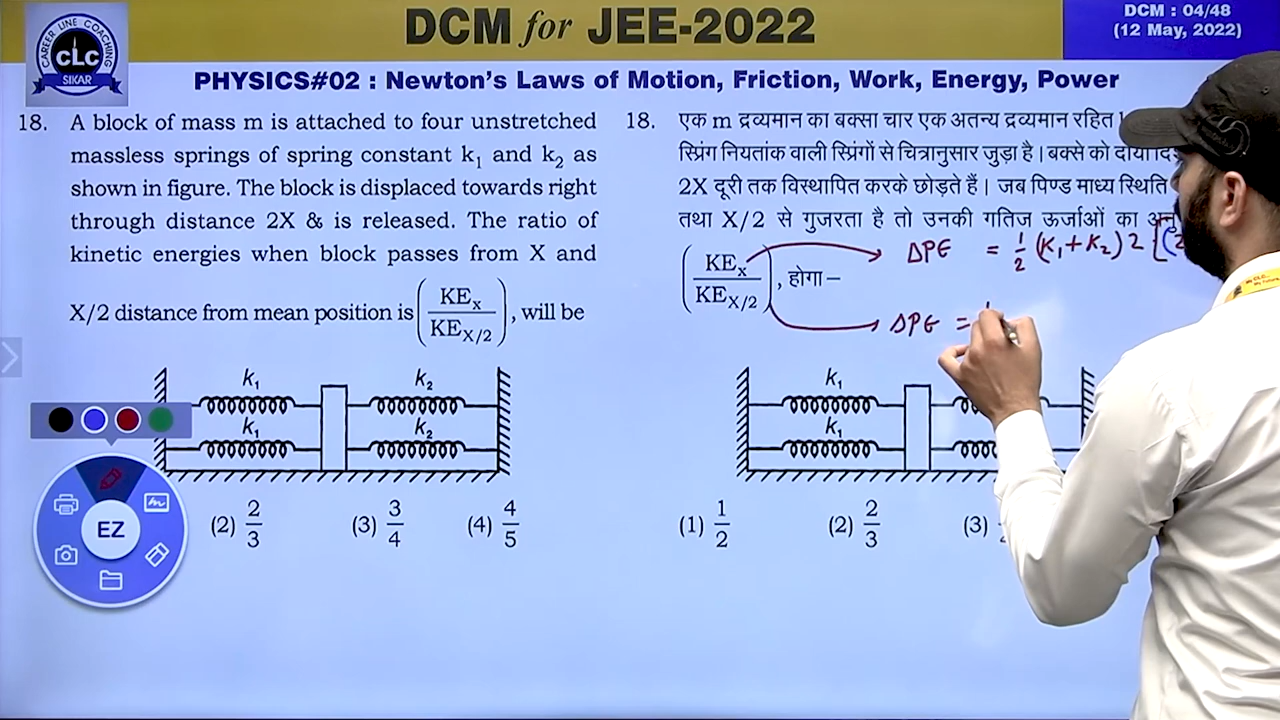 DCM for JEE-2022
DCM : 04/48
(12 May, 2022)
CAREER LINE COACHING
CLC
SIKAR
PHYSICS#02 : Newton's Laws of Motion, Friction, Work, Energy, Power
18. A block of mass m is attached to four unstretched
massless springs of spring constant k₁ and k₂ as
shown in figure. The block is displaced towards right
through distance 2X & is released. The ratio of
kinetic energies when block passes from X and
X/2 distance from mean position is (KEx / KEX/2), will be
k₁ k₂
k₁ k₂
(2) 2/3 (3) 3/4 (4) 4/5
18. एक m द्रव्यमान का बक्सा चार एक अतन्य द्रव्यमान रहित
स्प्रिंग नियतांक वाली स्प्रिंगों से चित्रानुसार जुड़ा है। बक्से को दायीं
2X दूरी तक विस्थापित करके छोड़ते हैं। जब पिण्ड माध्य स्थिति
तथा X/2 से गुजरता है तो उनकी गतिज ऊर्जाओं का
(KEx / KEX/2), होगा–
ΔPE = 1/2 (K₁+K₂) 2 [(2
ΔPE =
k₁
k₁
(1) 1/2 (2) 2/3 (3)
EZ